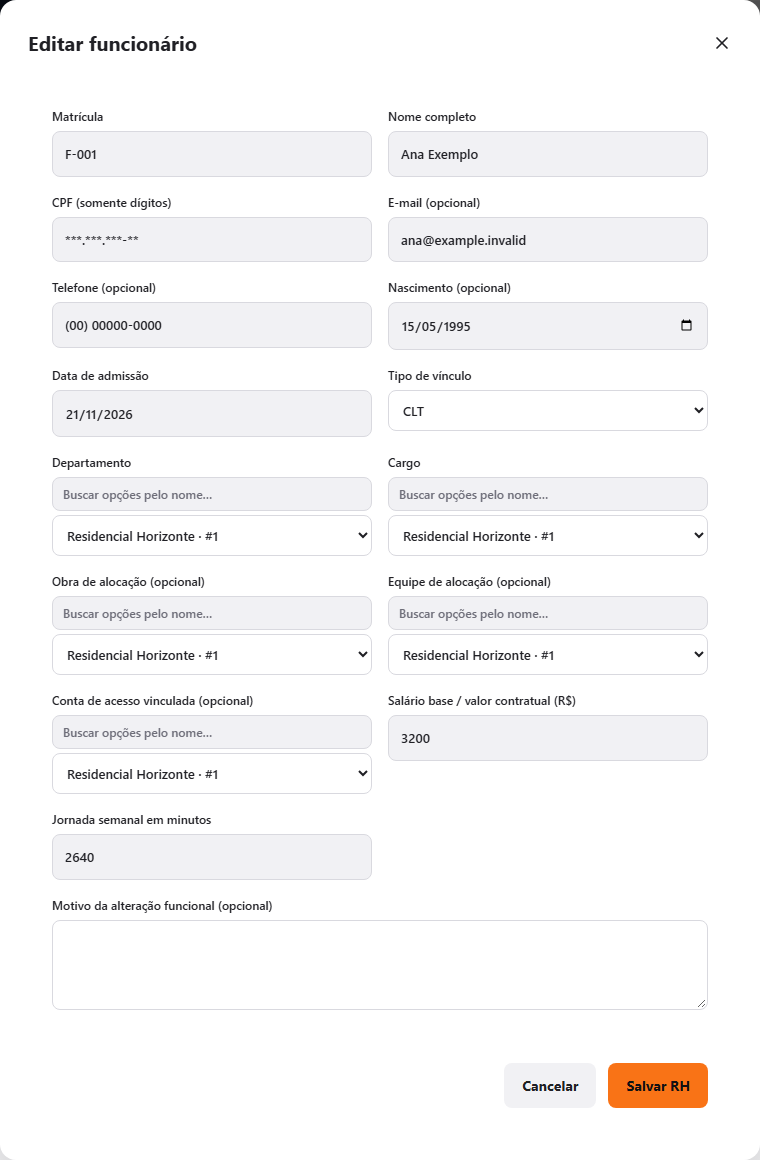 Editar funcionário
Matrícula
Nome completo
F-001
Ana Exemplo
CPF (somente dígitos)
E-mail (opcional)
***.***.***-**
ana@example.invalid
Telefone (opcional)
Nascimento (opcional)
(00) 00000-0000
15/05/1995
Data de admissão
Tipo de vínculo
21/11/2026
CLT
Departamento
Cargo
Buscar opções pelo nome...
Buscar opções pelo nome...
Residencial Horizonte · #1
Residencial Horizonte · #1
Obra de alocação (opcional)
Equipe de alocação (opcional)
Buscar opções pelo nome...
Buscar opções pelo nome...
Residencial Horizonte · #1
Residencial Horizonte · #1
Conta de acesso vinculada (opcional)
Salário base / valor contratual (R$)
Buscar opções pelo nome...
3200
Residencial Horizonte · #1
Jornada semanal em minutos
2640
Motivo da alteração funcional (opcional)
Cancelar
Salvar RH